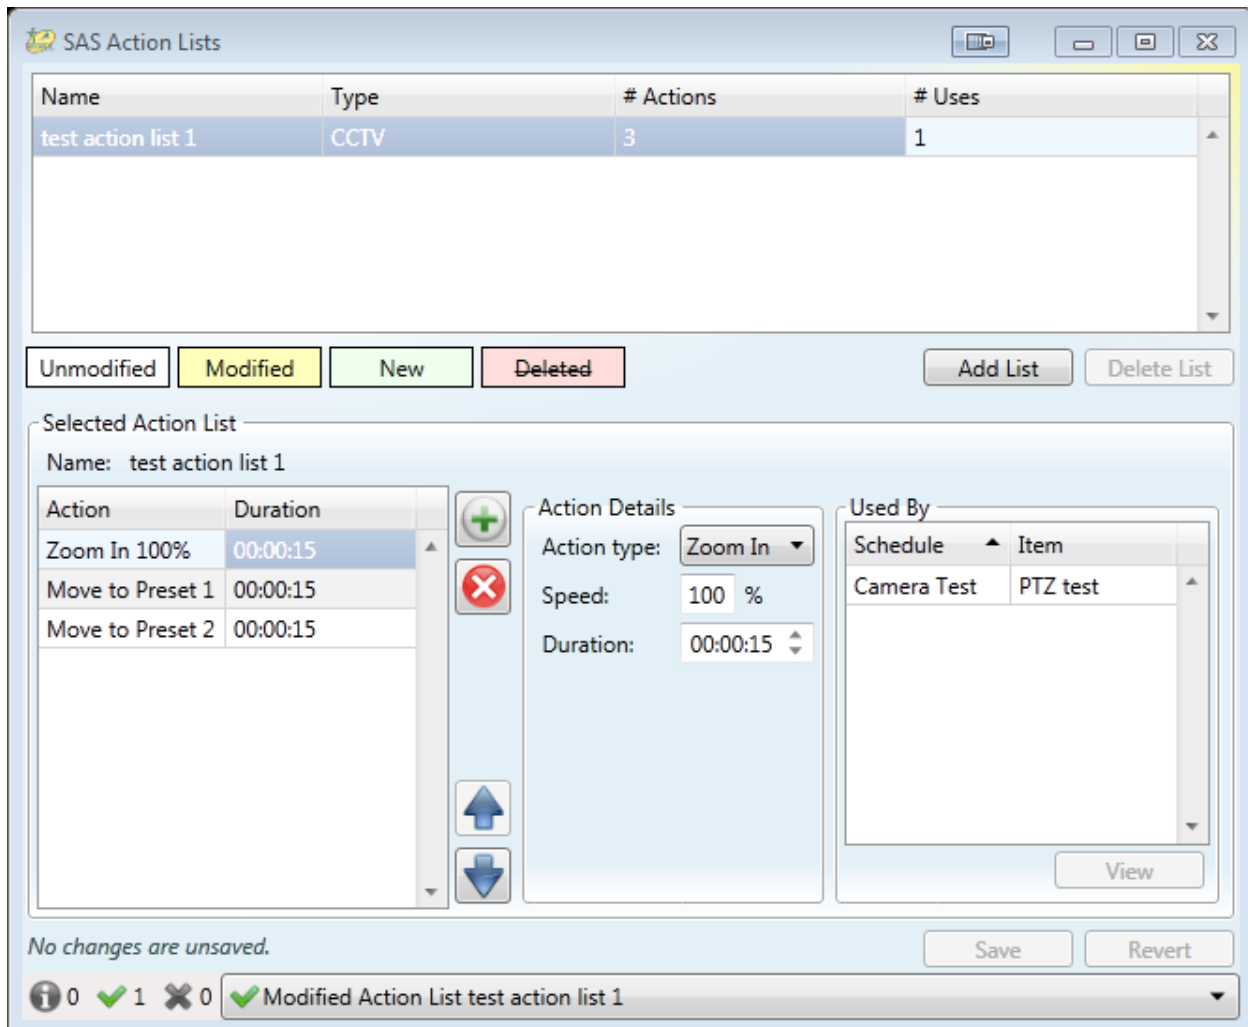 SAS Action Lists
Name Type # Actions # Uses
test action list 1 CCTV 3 1
Unmodified Modified New Deleted Add List Delete List
Selected Action List
Name: test action list 1
Action Duration
Zoom In 100% 00:00:15
Move to Preset 1 00:00:15
Move to Preset 2 00:00:15
Action Details
Action type: Zoom In
Speed: 100 %
Duration: 00:00:15
Used By
Schedule Item
Camera Test PTZ test
View
No changes are unsaved. Save Revert
0 1 0 Modified Action List test action list 1